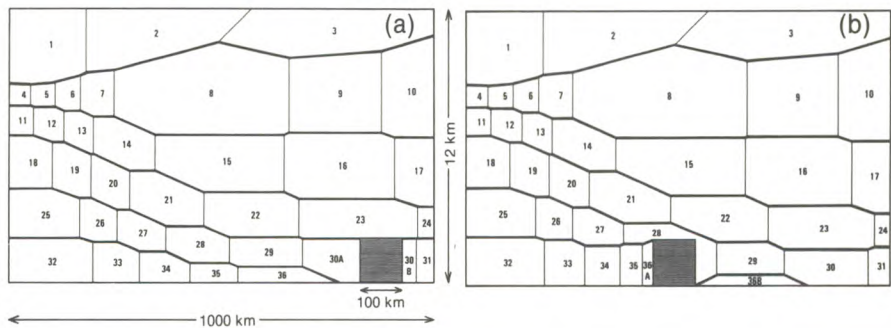 (a)
1 2 3
4 5 6 7 8 9 10
11 12 13 14 15 16 17
18 19 20 21 22 23 24
25 26 27 28 29 30A 30 B 31
32 33 34 35 36
100 km
1000 km
12 km
(b)
1 2 3
4 5 6 7 8 9 10
11 12 13 14 15 16 17
18 19 20 21 22 23 24
25 26 27 28 29 30 31
32 33 34 35 36 A 36B